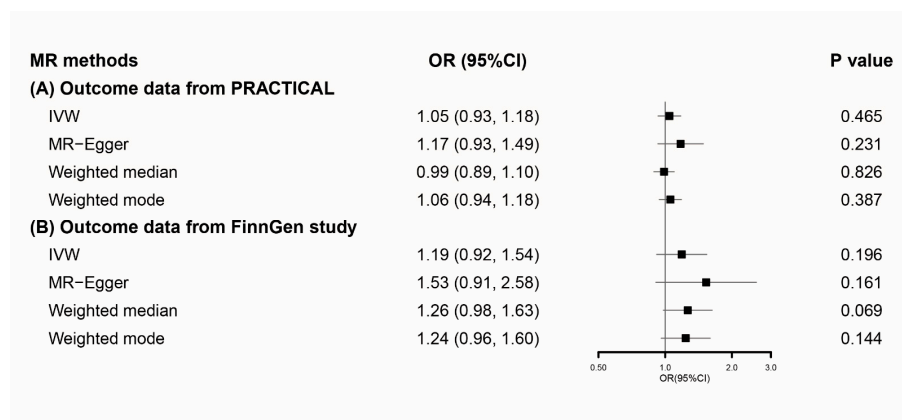 MR methods OR (95%CI) P value
(A) Outcome data from PRACTICAL
IVW 1.05 (0.93, 1.18) 0.465
MR−Egger 1.17 (0.93, 1.49) 0.231
Weighted median 0.99 (0.89, 1.10) 0.826
Weighted mode 1.06 (0.94, 1.18) 0.387
(B) Outcome data from FinnGen study
IVW 1.19 (0.92, 1.54) 0.196
MR−Egger 1.53 (0.91, 2.58) 0.161
Weighted median 1.26 (0.98, 1.63) 0.069
Weighted mode 1.24 (0.96, 1.60) 0.144
0.50 1.0 2.0 3.0
OR(95%CI)